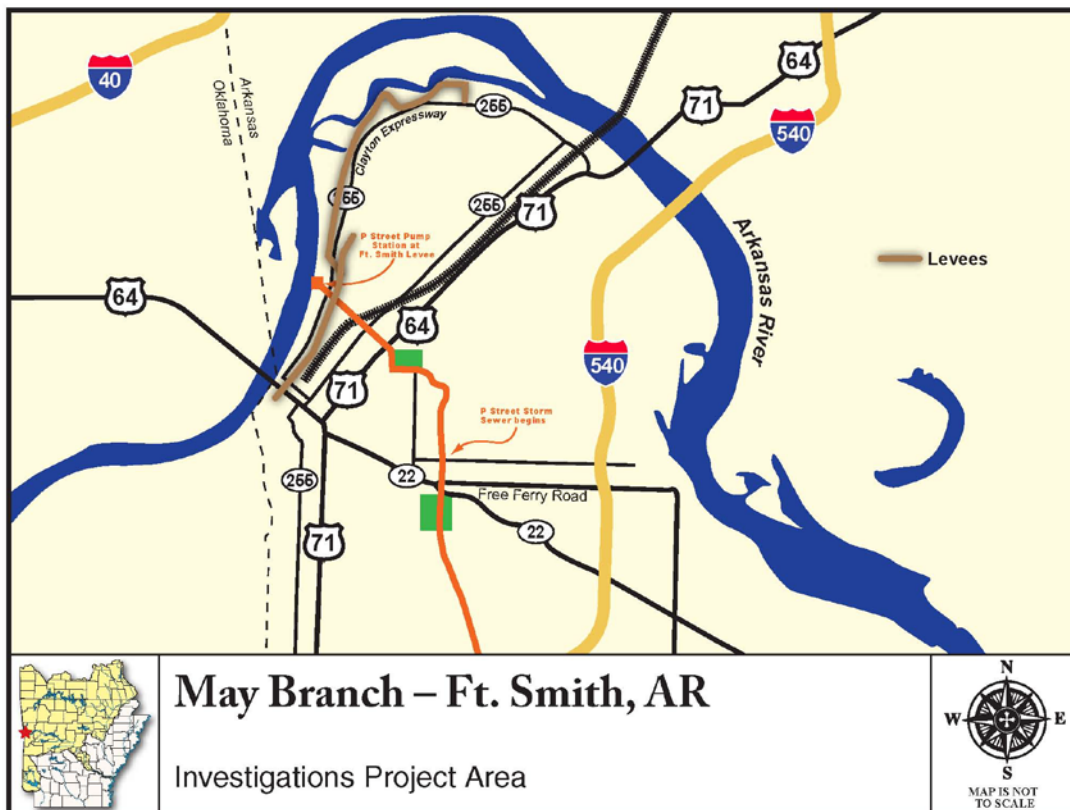 40
Arkansas
Oklahoma
255
Clayton Expressway
64
71
540
255
255
71
P Street Pump
Station at
Ft. Smith Levee
Arkansas River
Levees
64
64
540
71
P Street Storm
Sewer begins
22
Free Ferry Road
255
71
22
May Branch – Ft. Smith, AR
Investigations Project Area
N
W
E
S
MAP IS NOT
TO SCALE